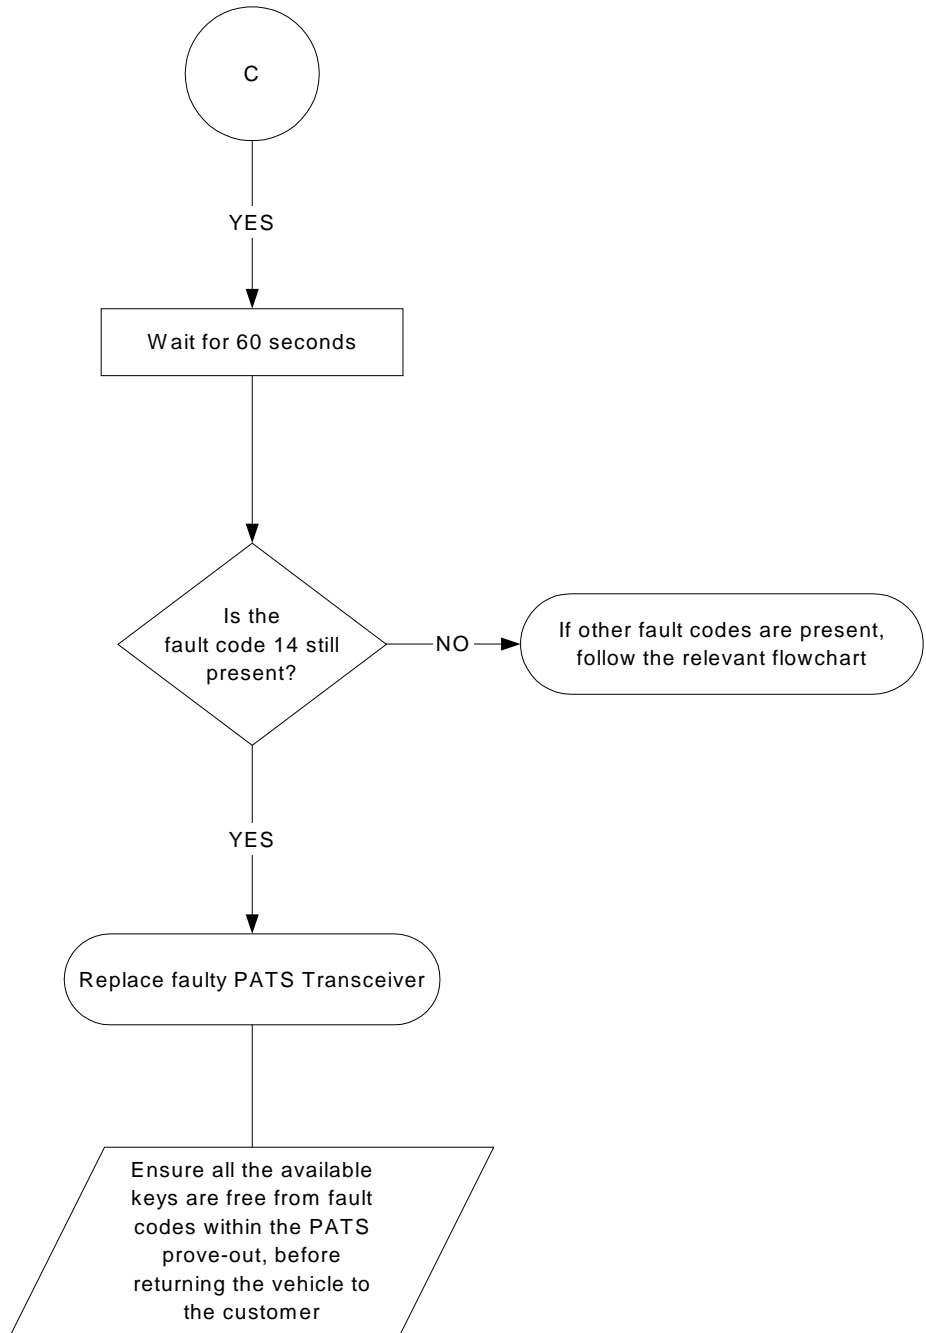 C
YES
Wait for 60 seconds
Is the
fault code 14 still
present?
NO
If other fault codes are present,
follow the relevant flowchart
YES
Replace faulty PATS Transceiver
Ensure all the available
keys are free from fault
codes within the PATS
prove-out, before
returning the vehicle to
the customer